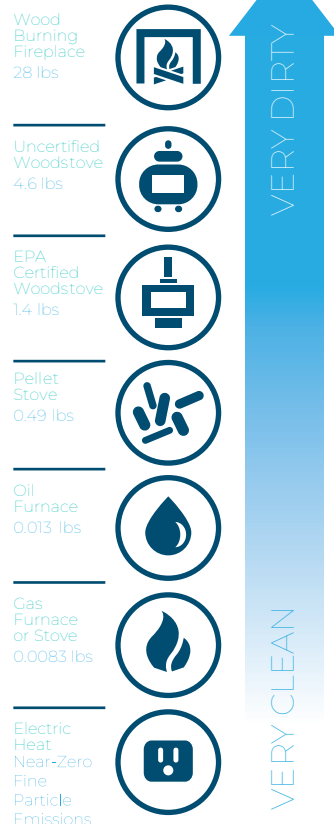 Wood
Burning
Fireplace
28 lbs
Uncertified
Woodstove
4.6 lbs
EPA
Certified
Woodstove
1.4 lbs
Pellet
Stove
0.49 lbs
Oil
Furnace
0.013 lbs
Gas
Furnace
or Stove
0.0083 lbs
Electric
Heat
Near-Zero
Fine
Particle
Emissions
VERY DIRTY
VERY CLEAN